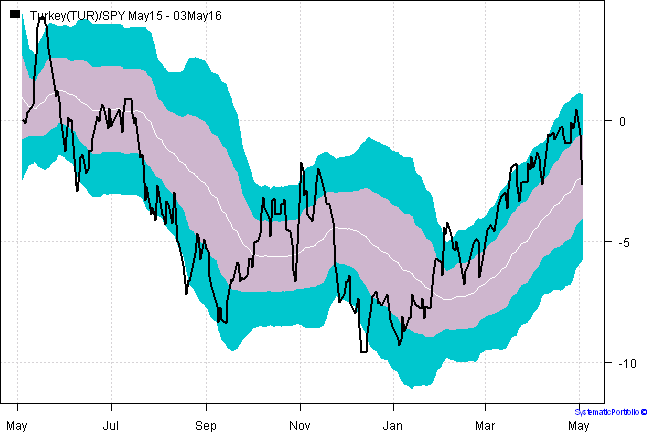 Turkey(TUR)/SPY May15 - 03May16
0
-5
-10
May Jul Sep Nov Jan Mar May
SystematicPortfolio ©